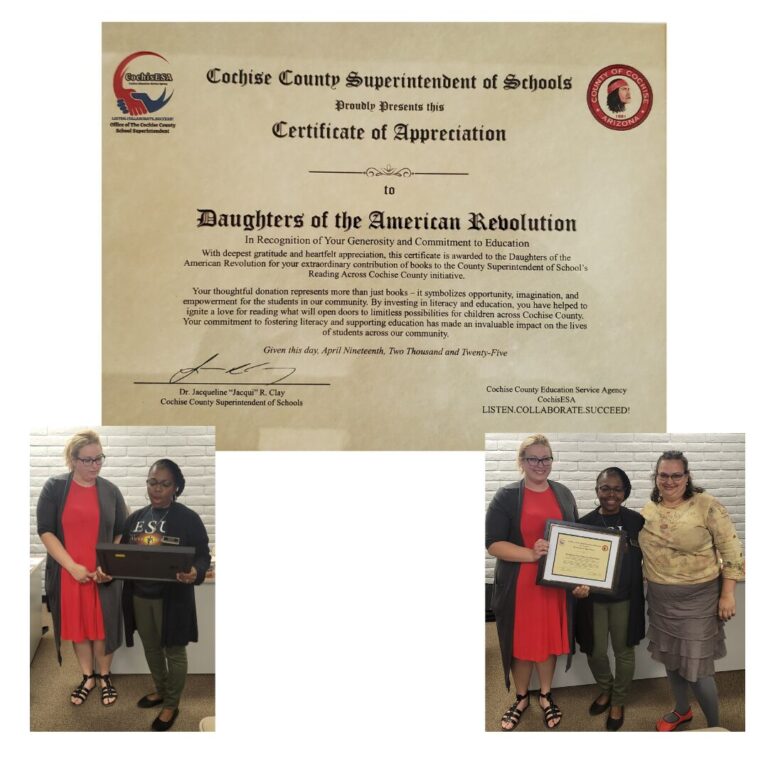 CochisESA
LISTEN.COLLABORATE.SUCCEED!
Office of The Cochise County
School Superintendent
Cochise County Superintendent of Schools
Proudly Presents this
Certificate of Appreciation
COUNTY OF COCHISE
1881
ARIZONA
to
Daughters of the American Revolution
In Recognition of Your Generosity and Commitment to Education
With deepest gratitude and heartfelt appreciation, this certificate is awarded to the Daughters of the
American Revolution for your extraordinary contribution of books to the County Superintendent of School's
Reading Across Cochise County initiative.
Your thoughtful donation represents more than just books – it symbolizes opportunity, imagination, and
empowerment for the students in our community. By investing in literacy and education, you have helped to
ignite a love for reading what will open doors to limitless possibilities for children across Cochise County.
Your commitment to fostering literacy and supporting education has made an invaluable impact on the lives
of students across our community.
Given this day, April Nineteenth, Two Thousand and Twenty-Five
Dr. Jacqueline "Jacqui" R. Clay
Cochise County Superintendent of Schools
Cochise County Education Service Agency
CochisESA
LISTEN.COLLABORATE.SUCCEED!